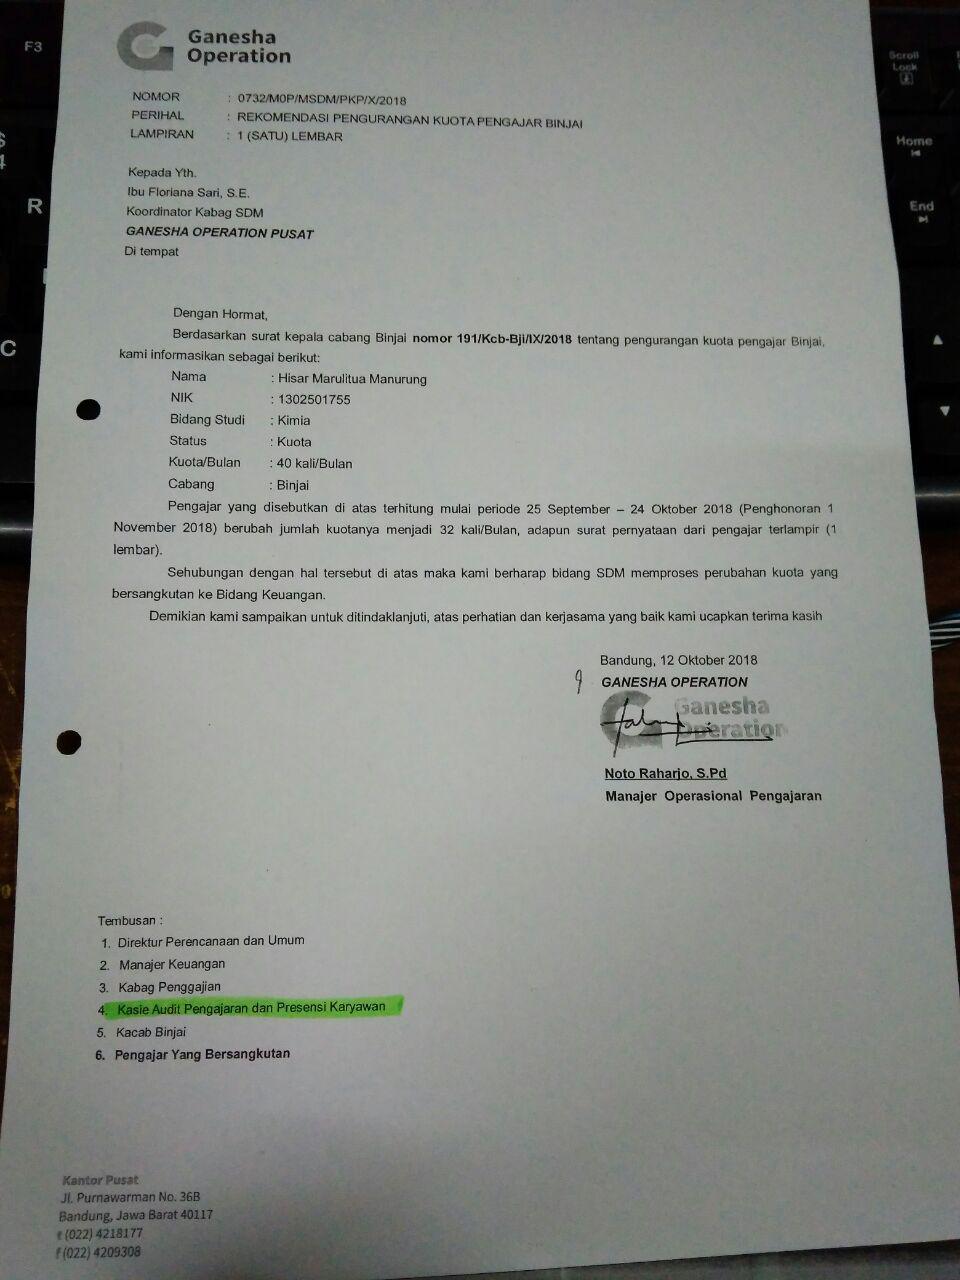 Ganesha
Operation
NOMOR : 0732/M0P/MSDM/PKP/X/2018
PERIHAL : REKOMENDASI PENGURANGAN KUOTA PENGAJAR BINJAI
LAMPIRAN : 1 (SATU) LEMBAR
Kepada Yth.
Ibu Floriana Sari, S.E.
Koordinator Kabag SDM
GANESHA OPERATION PUSAT
Di tempat
Dengan Hormat,
Berdasarkan surat kepala cabang Binjai nomor 191/Kcb-Bji/IX/2018 tentang pengurangan kuota pengajar Binjai,
kami informasikan sebagai berikut:
Nama : Hisar Marulitua Manurung
NIK : 1302501755
Bidang Studi : Kimia
Status : Kuota
Kuota/Bulan : 40 kali/Bulan
Cabang : Binjai
Pengajar yang disebutkan di atas terhitung mulai periode 25 September – 24 Oktober 2018 (Penghonoran 1
November 2018) berubah jumlah kuotanya menjadi 32 kali/Bulan, adapun surat pernyataan dari pengajar terlampir (1
lembar).
Sehubungan dengan hal tersebut di atas maka kami berharap bidang SDM memproses perubahan kuota yang
bersangkutan ke Bidang Keuangan.
Demikian kami sampaikan untuk ditindaklanjuti, atas perhatian dan kerjasama yang baik kami ucapkan terima kasih
Bandung, 12 Oktober 2018
GANESHA OPERATION
Ganesha
Operation
Noto Raharjo, S.Pd
Manajer Operasional Pengajaran
Tembusan :
1. Direktur Perencanaan dan Umum
2. Manajer Keuangan
3. Kabag Penggajian
4. Kasie Audit Pengajaran dan Presensi Karyawan
5. Kacab Binjai
6. Pengajar Yang Bersangkutan
Kantor Pusat
Jl. Purnawarman No. 36B
Bandung, Jawa Barat 40117
t (022) 4218177
f (022) 4209308
F3
$
4
R
C
Scroll
Lock
Home
End